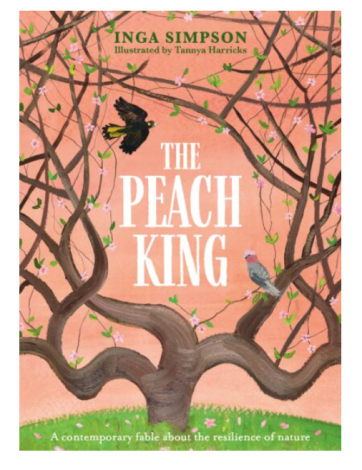 INGA SIMPSON
Illustrated by Tannya Harricks
THE
PEACH
KING
A contemporary fable about the resilience of nature